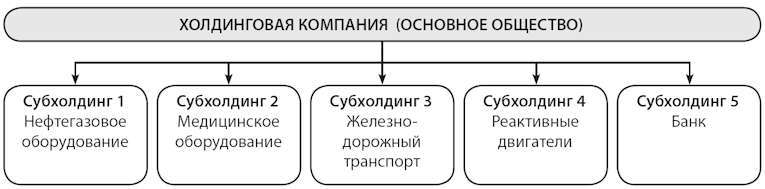 ХОЛДИНГОВАЯ КОМПАНИЯ (ОСНОВНОЕ ОБЩЕСТВО)
Субхолдинг 1
Нефтегазовое
оборудование
Субхолдинг 2
Медицинское
оборудование
Субхолдинг 3
Железно-
дорожный
транспорт
Субхолдинг 4
Реактивные
двигатели
Субхолдинг 5
Банк